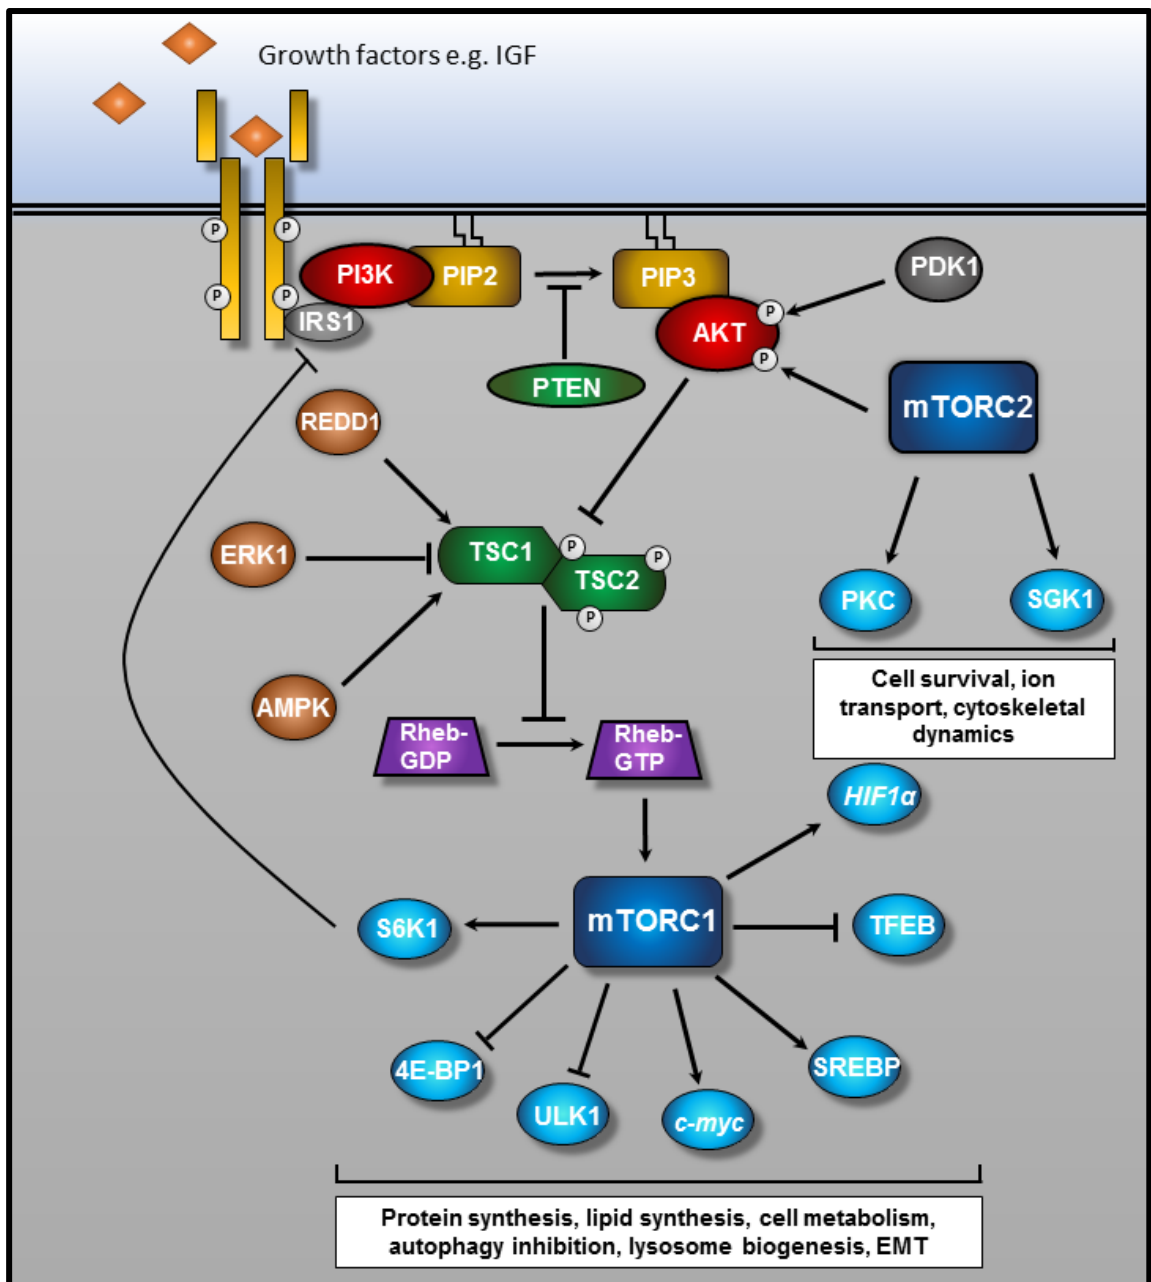 Growth factors e.g. IGF
P
P
P
P
PI3K
PIP2
PIP3
PDK1
IRS1
P
AKT
P
PTEN
mTORC2
REDD1
ERK1
TSC1
P
P
TSC2
P
PKC
SGK1
Cell survival, ion
transport, cytoskeletal
dynamics
AMPK
Rheb-
GDP
Rheb-
GTP
HIF1α
S6K1
mTORC1
TFEB
4E-BP1
ULK1
c-myc
SREBP
Protein synthesis, lipid synthesis, cell metabolism,
autophagy inhibition, lysosome biogenesis, EMT